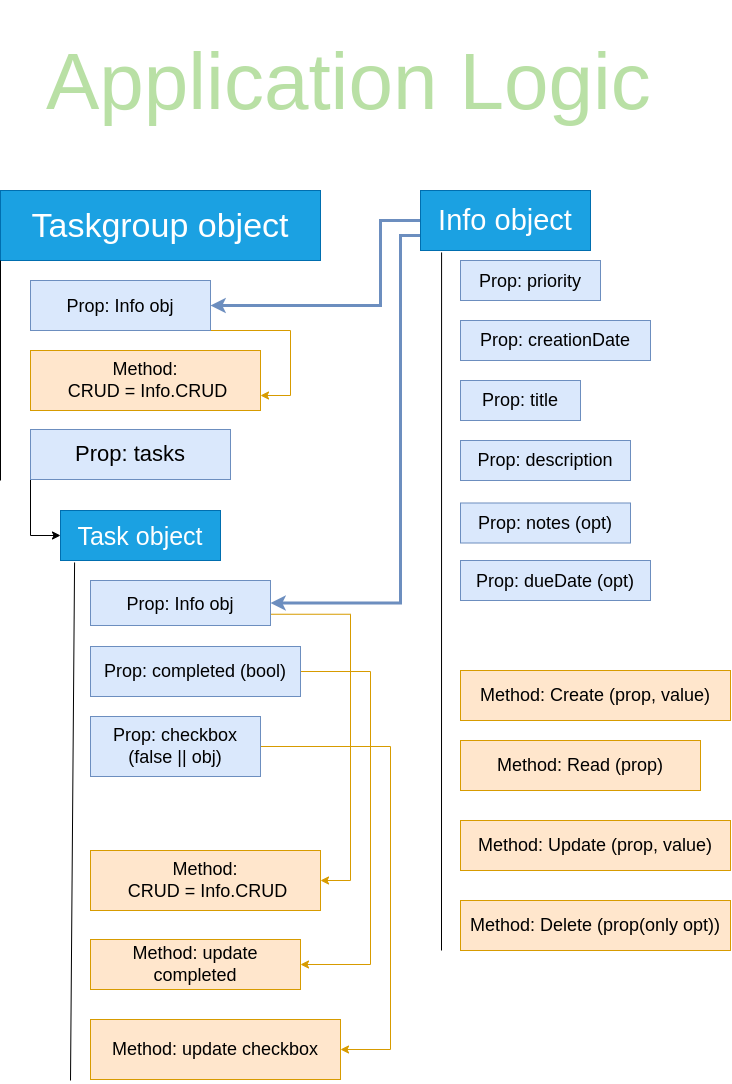 Application Logic
Taskgroup object
Prop: Info obj
Method:
CRUD = Info.CRUD
Prop: tasks
Task object
Prop: Info obj
Prop: completed (bool)
Prop: checkbox
(false || obj)
Method:
CRUD = Info.CRUD
Method: update
completed
Method: update checkbox
Info object
Prop: priority
Prop: creationDate
Prop: title
Prop: description
Prop: notes (opt)
Prop: dueDate (opt)
Method: Create (prop, value)
Method: Read (prop)
Method: Update (prop, value)
Method: Delete (prop(only opt))